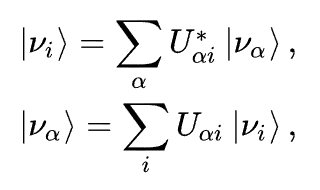 |ν_i⟩ = ∑_α U*_{αi} |ν_α⟩ ,
|ν_α⟩ = ∑_i U_{αi} |ν_i⟩ ,